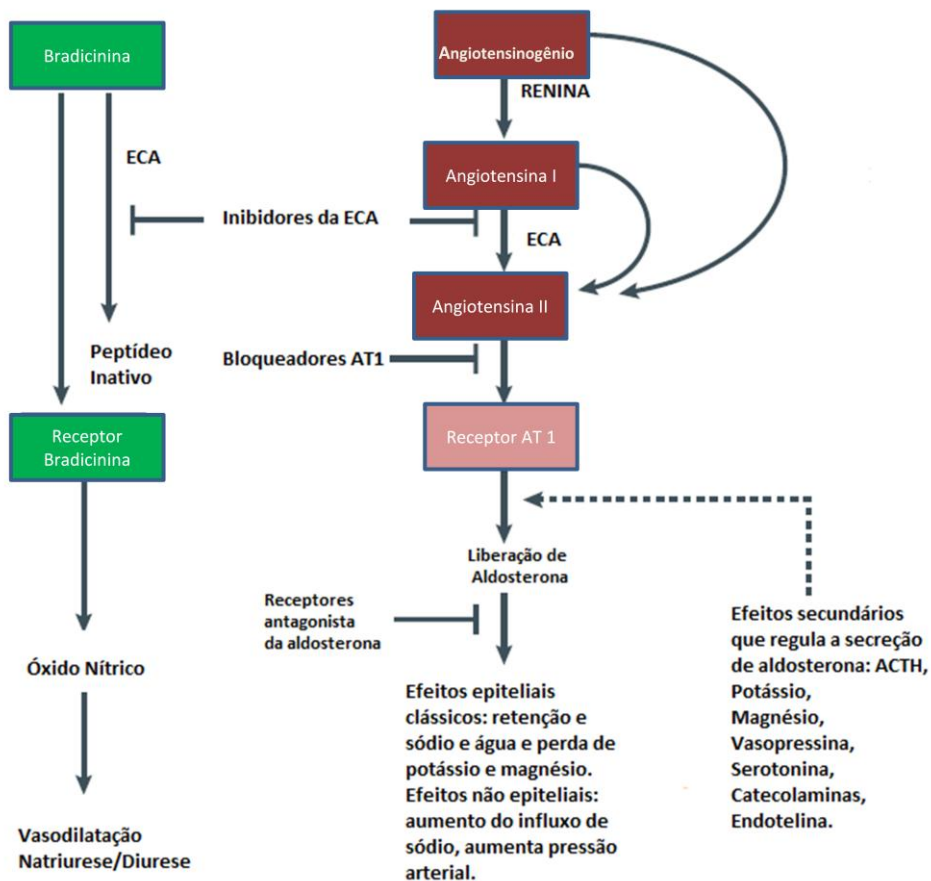 Bradicinina
Angiotensinogênio
RENINA
ECA
Angiotensina I
Inibidores da ECA
ECA
Angiotensina II
Peptídeo
Inativo
Bloqueadores AT1
Receptor
Bradicinina
Receptor AT 1
Liberação de
Aldosterona
Receptores
antagonista
da aldosterona
Efeitos secundários
que regula a secreção
de aldosterona: ACTH,
Potássio,
Magnésio,
Vasopressina,
Serotonina,
Catecolaminas,
Endotelina.
Óxido Nítrico
Efeitos epiteliais
clássicos: retenção e
sódio e água e perda de
potássio e magnésio.
Efeitos não epiteliais:
aumento do influxo de
sódio, aumenta pressão
arterial.
Vasodilatação
Natriurese/Diurese